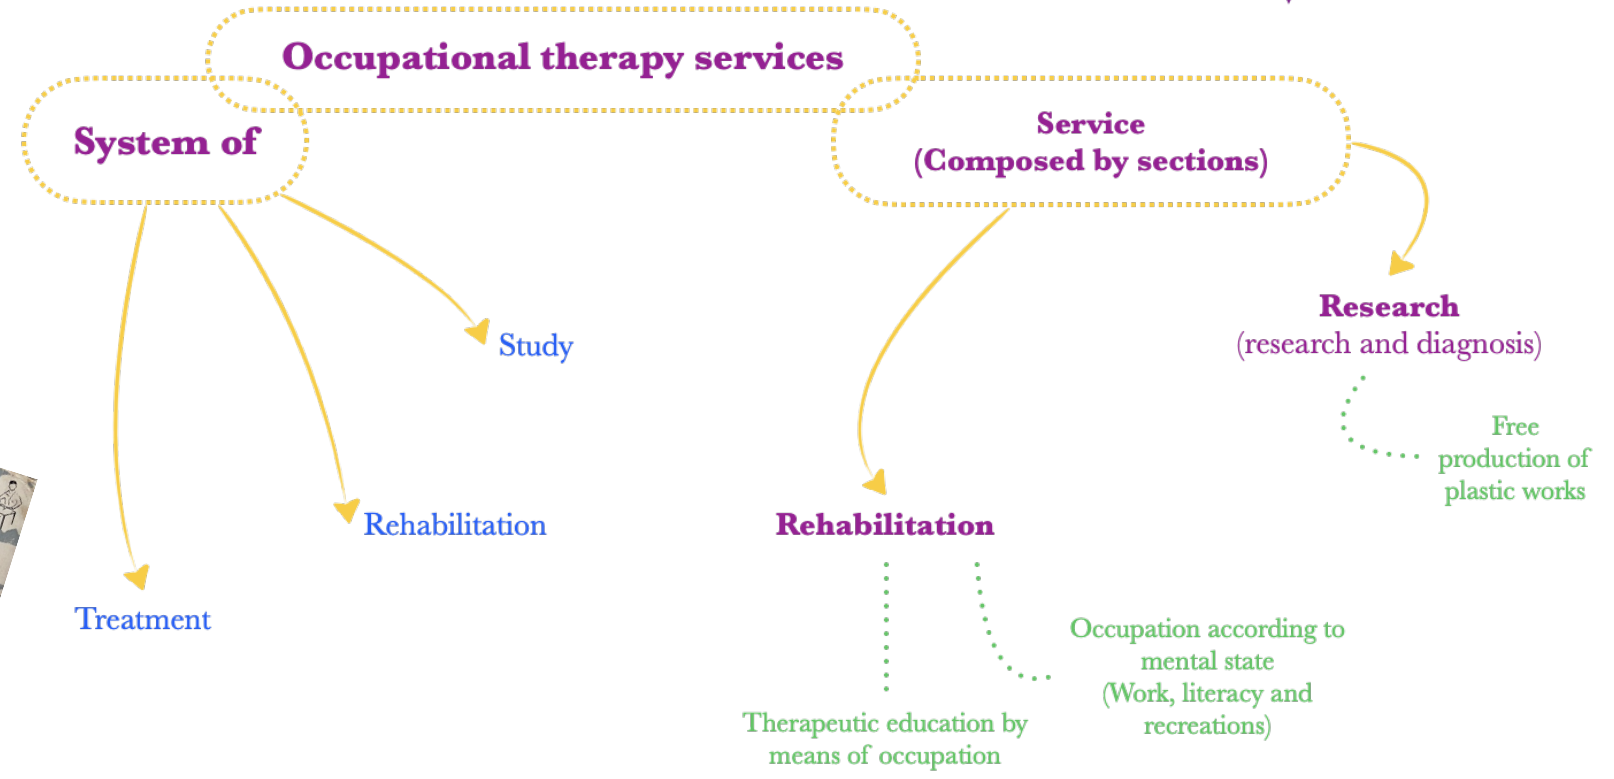 Occupational therapy services
System of
Service
(Composed by sections)
Study
Rehabilitation
Treatment
Research
(research and diagnosis)
Free
production of
plastic works
Rehabilitation
Occupation according to
mental state
(Work, literacy and
recreations)
Therapeutic education by
means of occupation